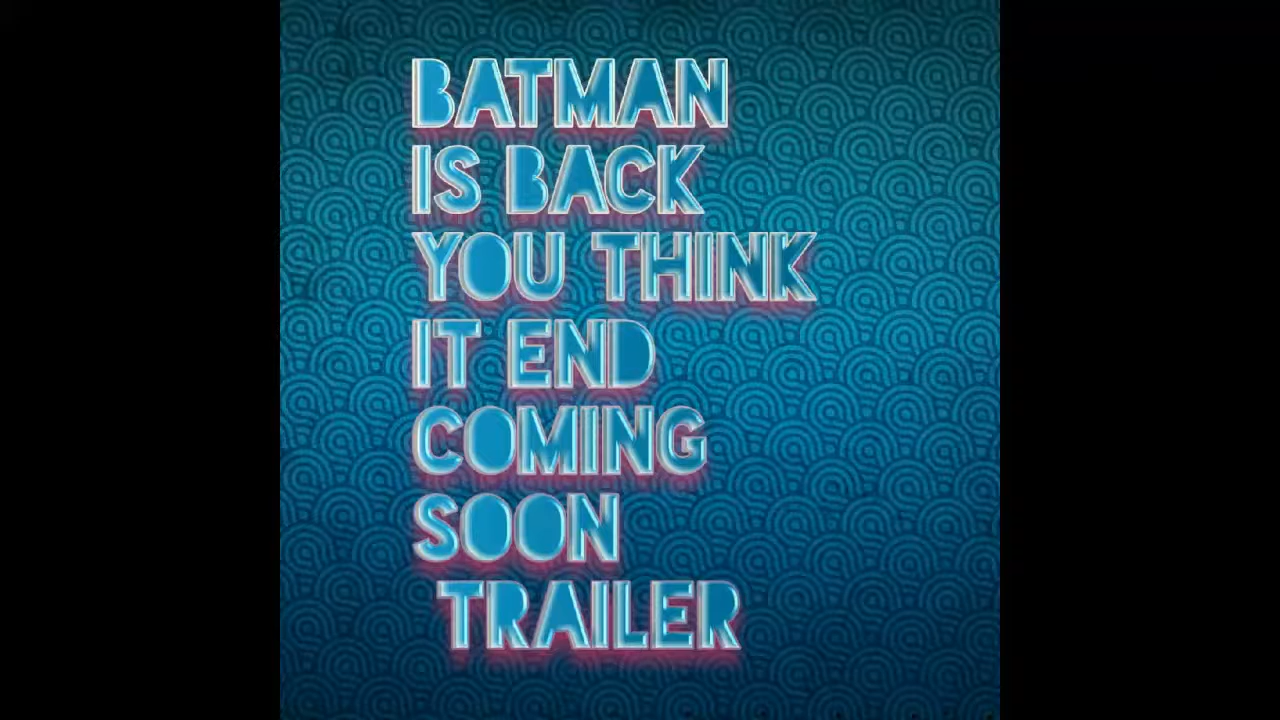 BATMAN
IS BACK
YOU THINK
IT END
COMING
SOON
TRAILER